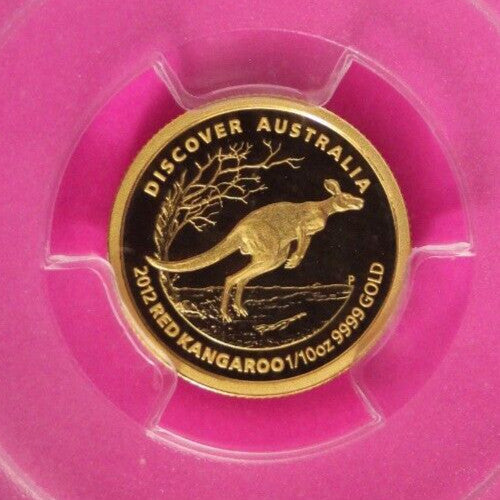 DISCOVER AUSTRALIA
P
2012 RED KANGAROO 1/10oz 9999 GOLD